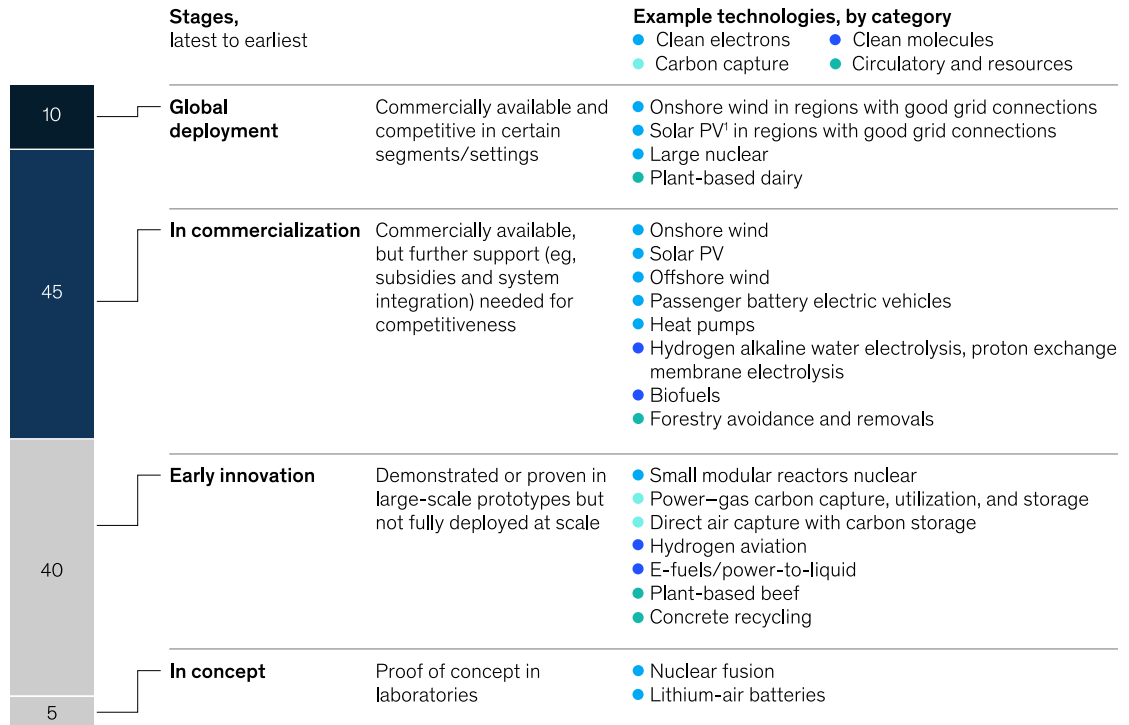 Stages,
latest to earliest
Example technologies, by category
Clean electrons
Clean molecules
Carbon capture
Circulatory and resources
10
Global
deployment
Commercially available and
competitive in certain
segments/settings
Onshore wind in regions with good grid connections
Solar PV¹ in regions with good grid connections
Large nuclear
Plant-based dairy
45
In commercialization
Commercially available,
but further support (eg,
subsidies and system
integration) needed for
competitiveness
Onshore wind
Solar PV
Offshore wind
Passenger battery electric vehicles
Heat pumps
Hydrogen alkaline water electrolysis, proton exchange
membrane electrolysis
Biofuels
Forestry avoidance and removals
40
Early innovation
Demonstrated or proven in
large-scale prototypes but
not fully deployed at scale
Small modular reactors nuclear
Power–gas carbon capture, utilization, and storage
Direct air capture with carbon storage
Hydrogen aviation
E-fuels/power-to-liquid
Plant-based beef
Concrete recycling
5
In concept
Proof of concept in
laboratories
Nuclear fusion
Lithium-air batteries